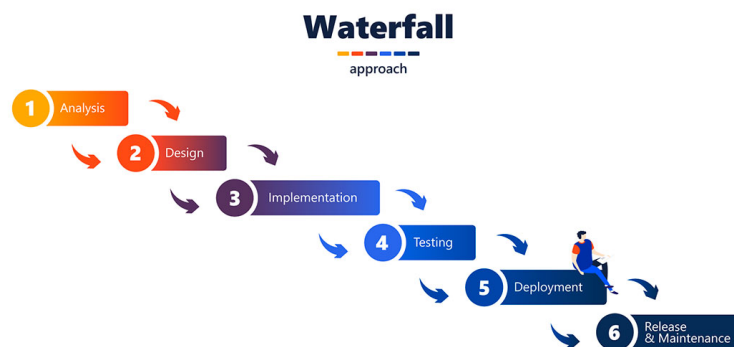 Waterfall
approach
1 Analysis
2 Design
3 Implementation
4 Testing
5 Deployment
6 Release
& Maintenance